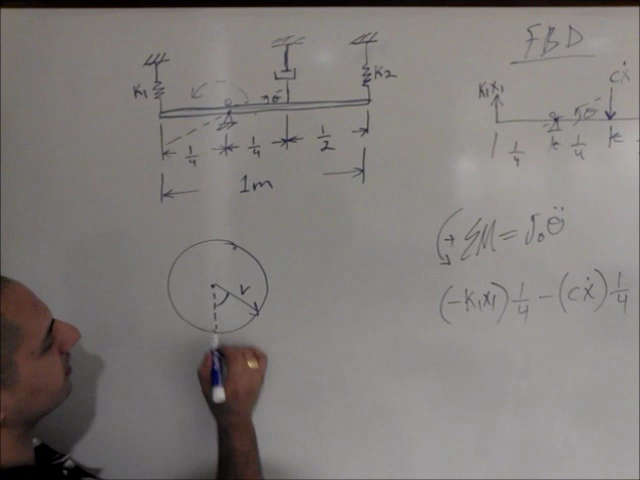 FBD
K1
K2
K1X1
cẋ
1/4
1/4
1/2
1m
1/4
1/4
r
+ ΣM = J₀θ̈
(-K1X1) 1/4 - (cẋ) 1/4